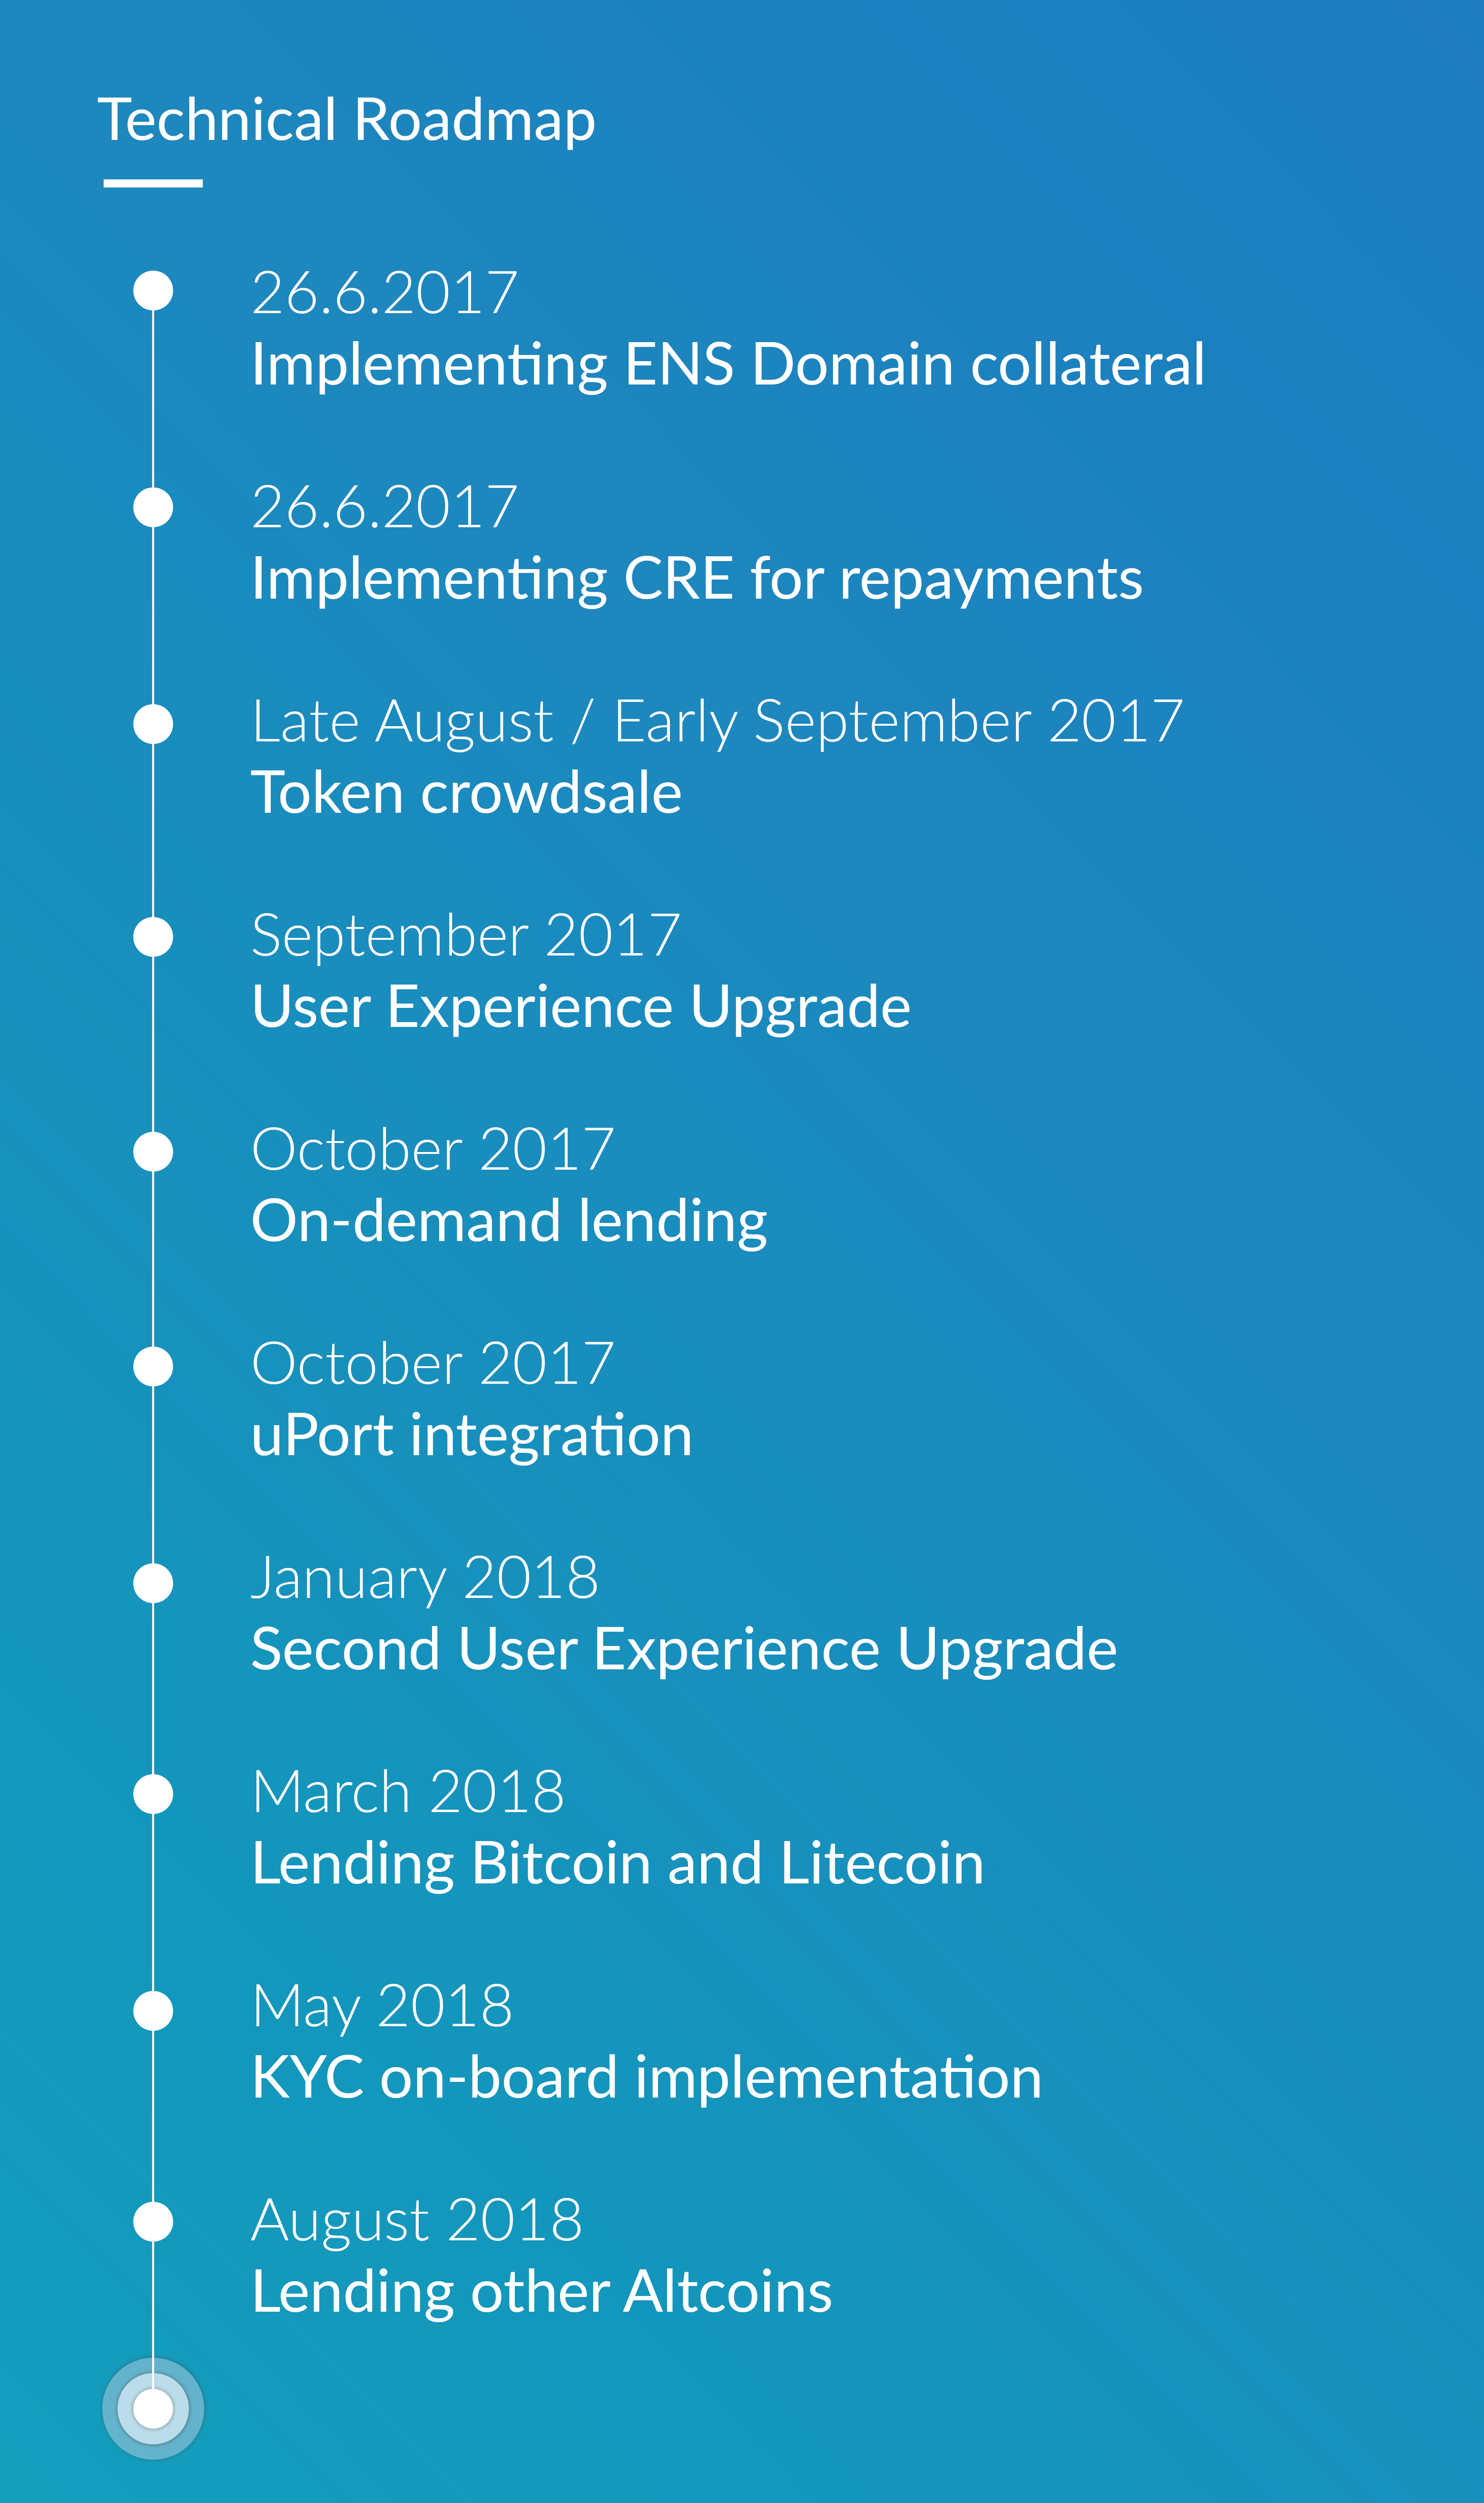 Technical Roadmap
26.6.2017
Implementing ENS Domain collateral
26.6.2017
Implementing CRE for repayments
Late August / Early September 2017
Token crowdsale
September 2017
User Experience Upgrade
October 2017
On-demand lending
October 2017
uPort integration
January 2018
Second User Experience Upgrade
March 2018
Lending Bitcoin and Litecoin
May 2018
KYC on-board implementation
August 2018
Lending other Altcoins